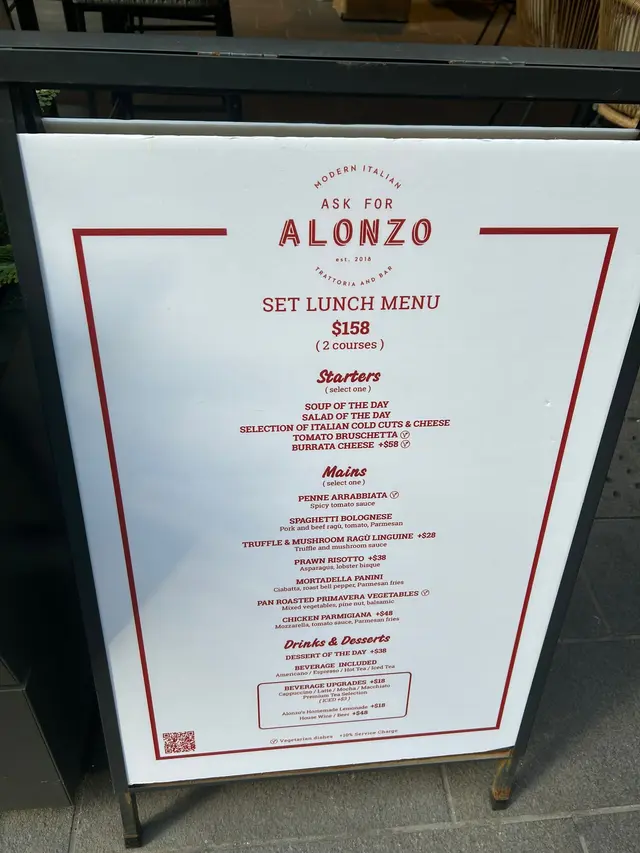 MODERN ITALIAN
ASK FOR
ALONZO
est. 2018
TRATTORIA AND BAR
SET LUNCH MENU
$158
( 2 courses )
Starters
( select one )
SOUP OF THE DAY
SALAD OF THE DAY
SELECTION OF ITALIAN COLD CUTS & CHEESE
TOMATO BRUSCHETTA
BURRATA CHEESE +$58
Mains
( select one )
PENNE ARRABBIATA
Spicy tomato sauce
SPAGHETTI BOLOGNESE
Pork and beef ragù, tomato, Parmesan
TRUFFLE & MUSHROOM RAGÙ LINGUINE +$28
Truffle and mushroom sauce
PRAWN RISOTTO +$38
Asparagus, lobster bisque
MORTADELLA PANINI
Ciabatta, roast bell pepper, Parmesan fries
PAN ROASTED PRIMAVERA VEGETABLES
Mixed vegetables, pine nut, balsamic
CHICKEN PARMIGIANA +$48
Mozzarella, tomato sauce, Parmesan fries
Drinks & Desserts
DESSERT OF THE DAY +$38
BEVERAGE INCLUDED
Americano / Espresso / Hot Tea / Iced Tea
BEVERAGE UPGRADES +$18
Cappuccino / Latte / Mocha / Macchiato
Premium Tea Selection
( ICED +$3 )
Alonzo's Homemade Lemonade +$18
House Wine / Beer +$48
Vegetarian dishes +10% Service Charge